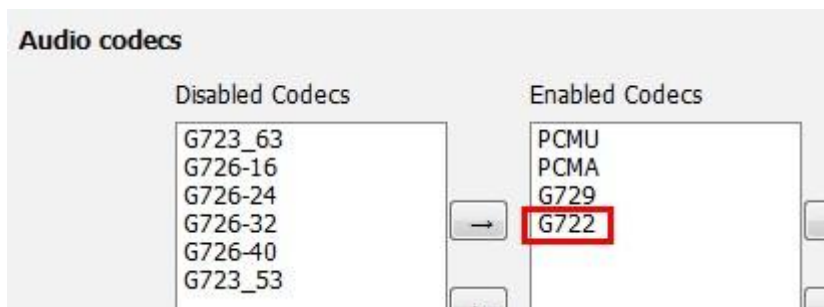 Audio codecs
Disabled Codecs
G723_63
G726-16
G726-24
G726-32
G726-40
G723_53
→
Enabled Codecs
PCMU
PCMA
G729
G722